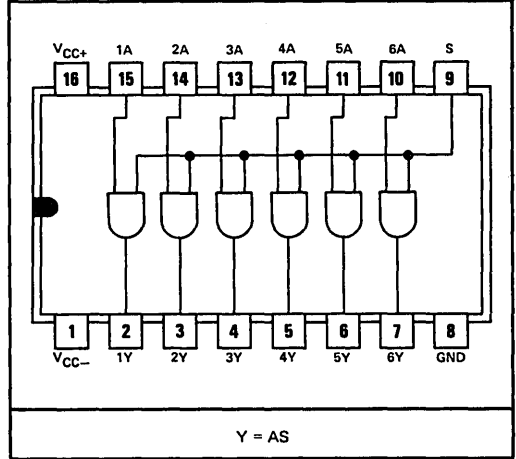 VCC+ 1A 2A 3A 4A 5A 6A S
16 15 14 13 12 11 10 9
1 2 3 4 5 6 7 8
VCC– 1Y 2Y 3Y 4Y 5Y 6Y GND
Y = AS